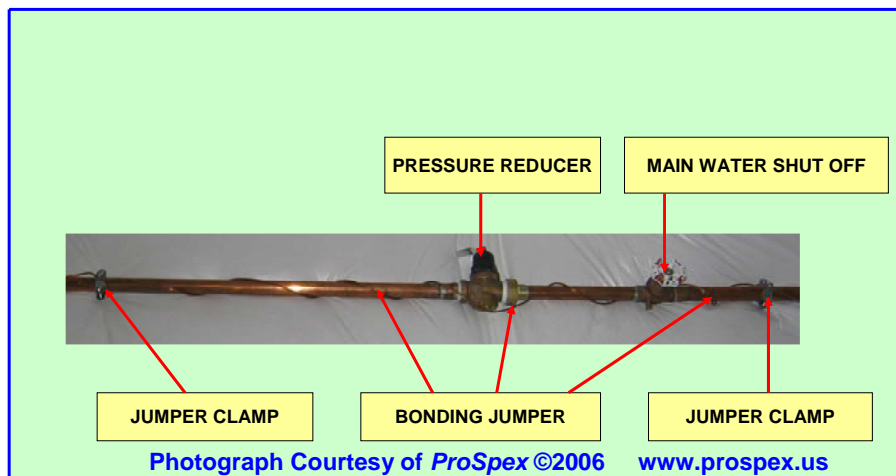 PRESSURE REDUCER
MAIN WATER SHUT OFF
JUMPER CLAMP
BONDING JUMPER
JUMPER CLAMP
Photograph Courtesy of ProSpex ©2006 www.prospex.us